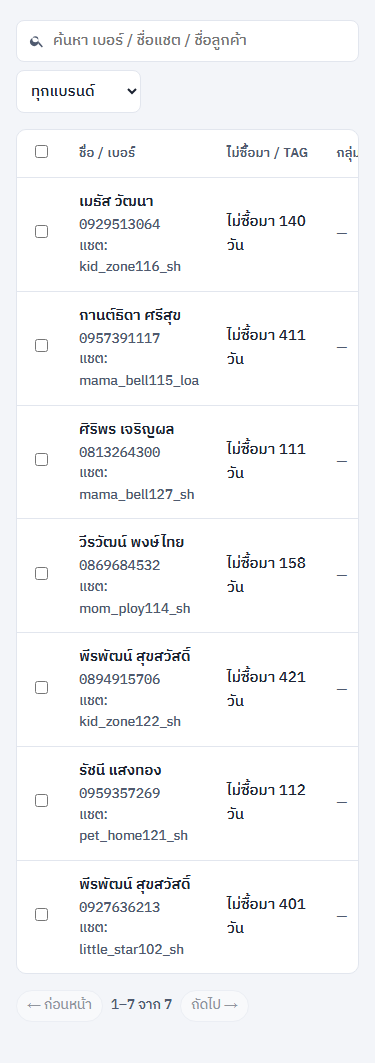 ค้นหา เบอร์ / ชื่อแชต / ชื่อลูกค้า
ทุกแบรนด์
ชื่อ / เบอร์
ไม่ซื้อมา / TAG
กลุ่ม
เมธัส วัฒนา
0929513064
แชต:
kid_zone116_sh
ไม่ซื้อมา 140
วัน
—
กานต์ธิดา ศรีสุข
0957391117
แชต:
mama_bell115_loa
ไม่ซื้อมา 411
วัน
—
ศิริพร เจริญผล
0813264300
แชต:
mama_bell127_sh
ไม่ซื้อมา 111
วัน
—
วีรวัฒน์ พงษ์ไทย
0869684532
แชต:
mom_ploy114_sh
ไม่ซื้อมา 158
วัน
—
พีรพัฒน์ สุขสวัสดิ์
0894915706
แชต:
kid_zone122_sh
ไม่ซื้อมา 421
วัน
—
รัชนี แสงทอง
0959357269
แชต:
pet_home121_sh
ไม่ซื้อมา 112
วัน
—
พีรพัฒน์ สุขสวัสดิ์
0927636213
แชต:
little_star102_sh
ไม่ซื้อมา 401
วัน
—
← ก่อนหน้า
1–7 จาก 7
ถัดไป →